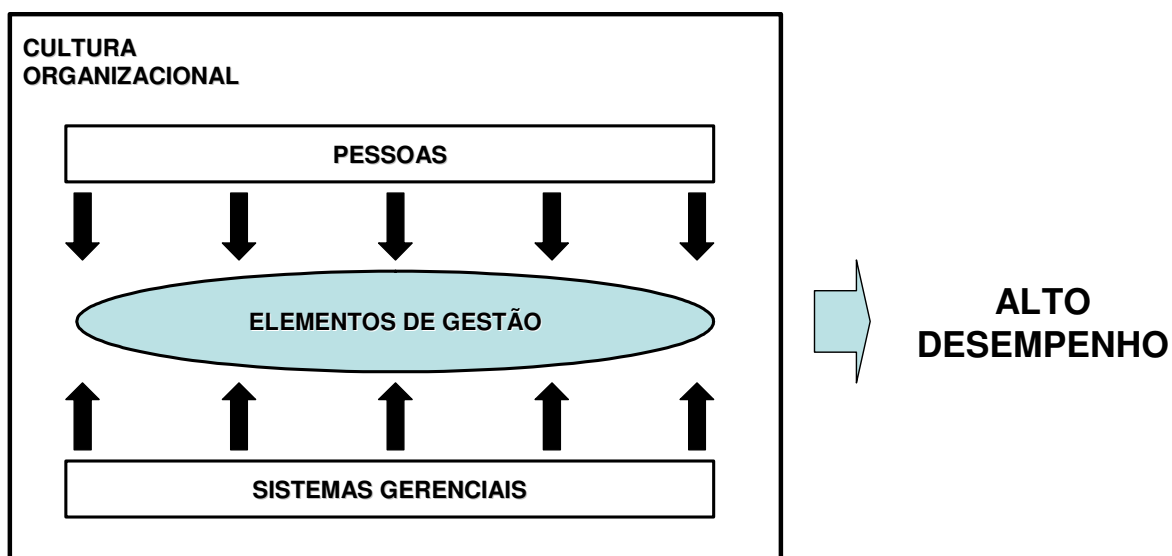 CULTURA
ORGANIZACIONAL
PESSOAS
ELEMENTOS DE GESTÃO
ALTO
DESEMPENHO
SISTEMAS GERENCIAIS